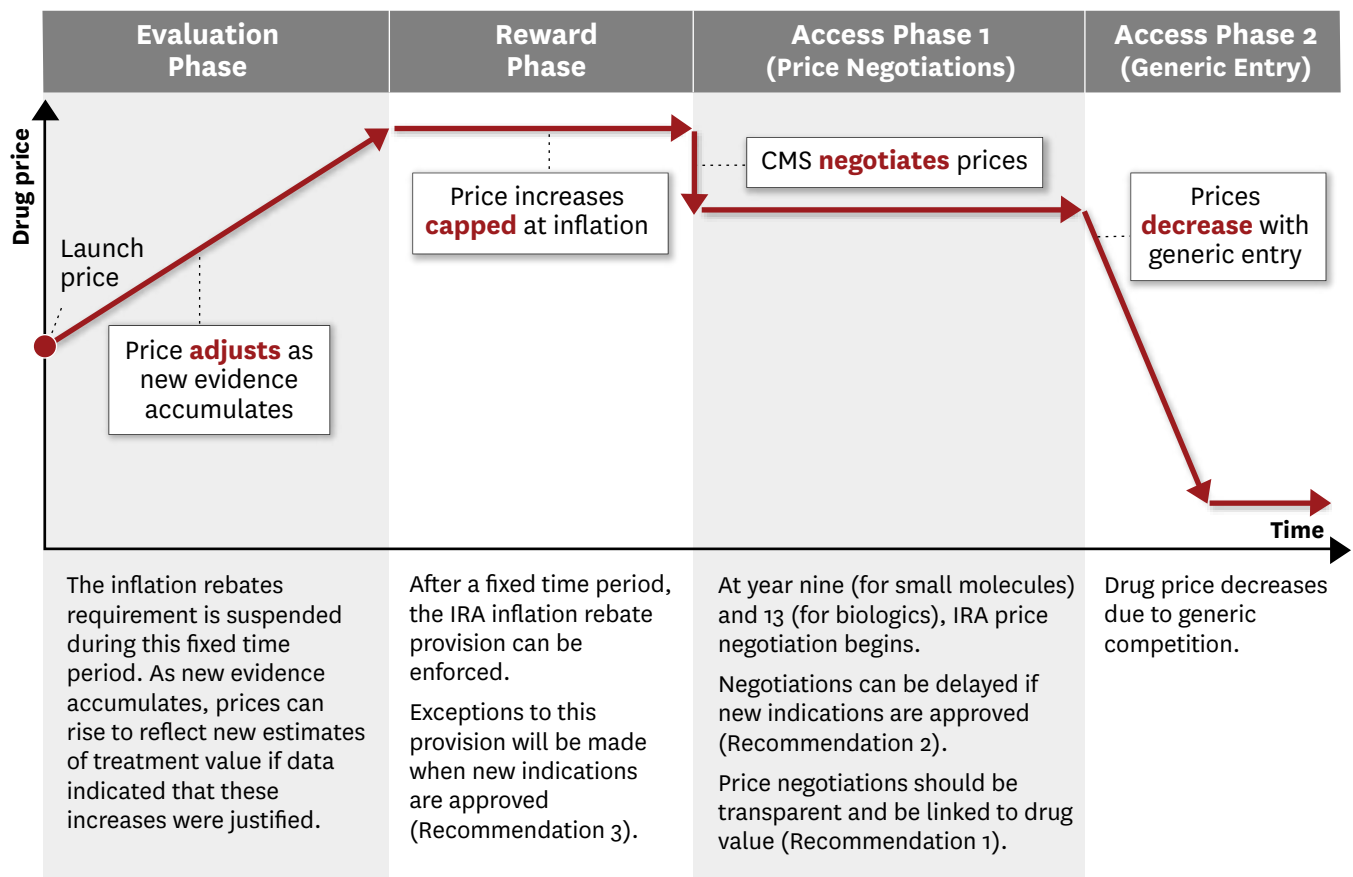 Evaluation
Phase
Reward
Phase
Access Phase 1
(Price Negotiations)
Access Phase 2
(Generic Entry)
Drug price
Launch
price
Price adjusts as
new evidence
accumulates
Price increases
capped at inflation
CMS negotiates prices
Prices
decrease with
generic entry
Time
The inflation rebates
requirement is suspended
during this fixed time
period. As new evidence
accumulates, prices can
rise to reflect new estimates
of treatment value if data
indicated that these
increases were justified.
After a fixed time period,
the IRA inflation rebate
provision can be
enforced.
Exceptions to this
provision will be made
when new indications
are approved
(Recommendation 3).
At year nine (for small molecules)
and 13 (for biologics), IRA price
negotiation begins.
Negotiations can be delayed if
new indications are approved
(Recommendation 2).
Price negotiations should be
transparent and be linked to drug
value (Recommendation 1).
Drug price decreases
due to generic
competition.